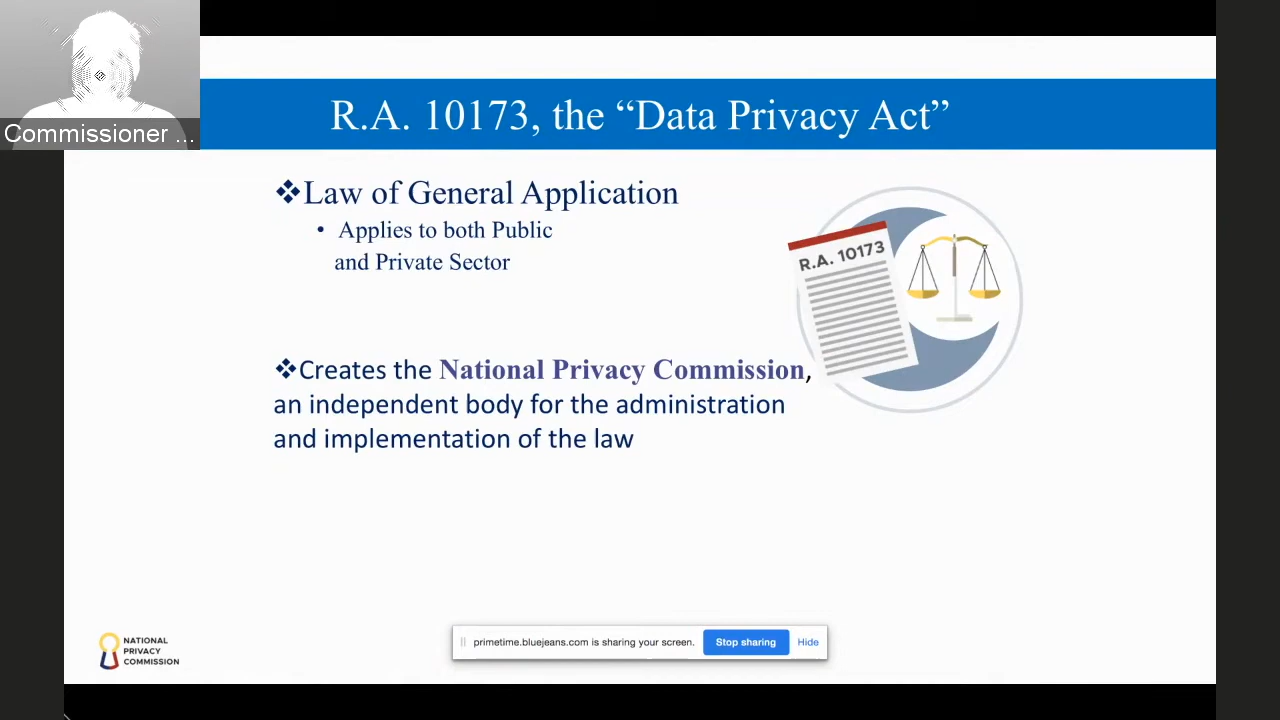 Commissioner ...
R.A. 10173, the “Data Privacy Act”
❖Law of General Application
• Applies to both Public
and Private Sector
R.A. 10173
❖Creates the National Privacy Commission,
an independent body for the administration
and implementation of the law
NATIONAL
PRIVACY
COMMISSION
primetime.bluejeans.com is sharing your screen. Stop sharing Hide